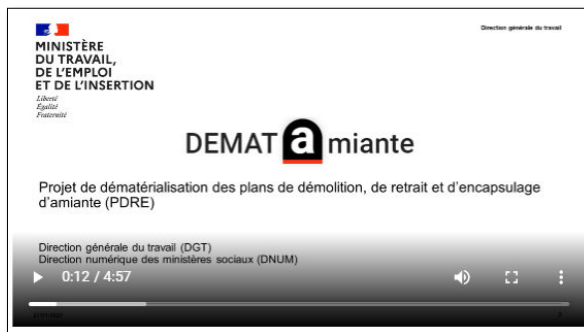 Direction générale du travail
MINISTÈRE
DU TRAVAIL,
DE L'EMPLOI
ET DE L'INSERTION
Liberté
Égalité
Fraternité
DEMAT a miante
Projet de dématérialisation des plans de démolition, de retrait et d'encapsulage
d'amiante (PDRE)
Direction générale du travail (DGT)
Direction numérique des ministères sociaux (DNUM)
0:12 / 4:57